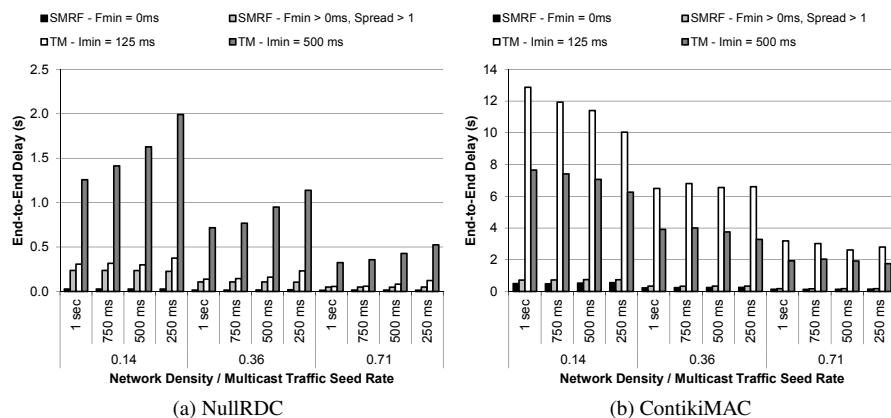 SMRF - Fmin = 0ms
SMRF - Fmin > 0ms, Spread > 1
TM - Imin = 125 ms
TM - Imin = 500 ms
End-to-End Delay (s)
2.5
2.0
1.5
1.0
0.5
0.0
1 sec
750 ms
500 ms
250 ms
1 sec
750 ms
500 ms
250 ms
1 sec
750 ms
500 ms
250 ms
0.14
0.36
0.71
Network Density / Multicast Traffic Seed Rate
(a) NullRDC
SMRF - Fmin = 0ms
SMRF - Fmin > 0ms, Spread > 1
TM - Imin = 125 ms
TM - Imin = 500 ms
End-to-End Delay (s)
14
12
10
8
6
4
2
0
1 sec
750 ms
500 ms
250 ms
1 sec
750 ms
500 ms
250 ms
1 sec
750 ms
500 ms
250 ms
0.14
0.36
0.71
Network Density / Multicast Traffic Seed Rate
(b) ContikiMAC